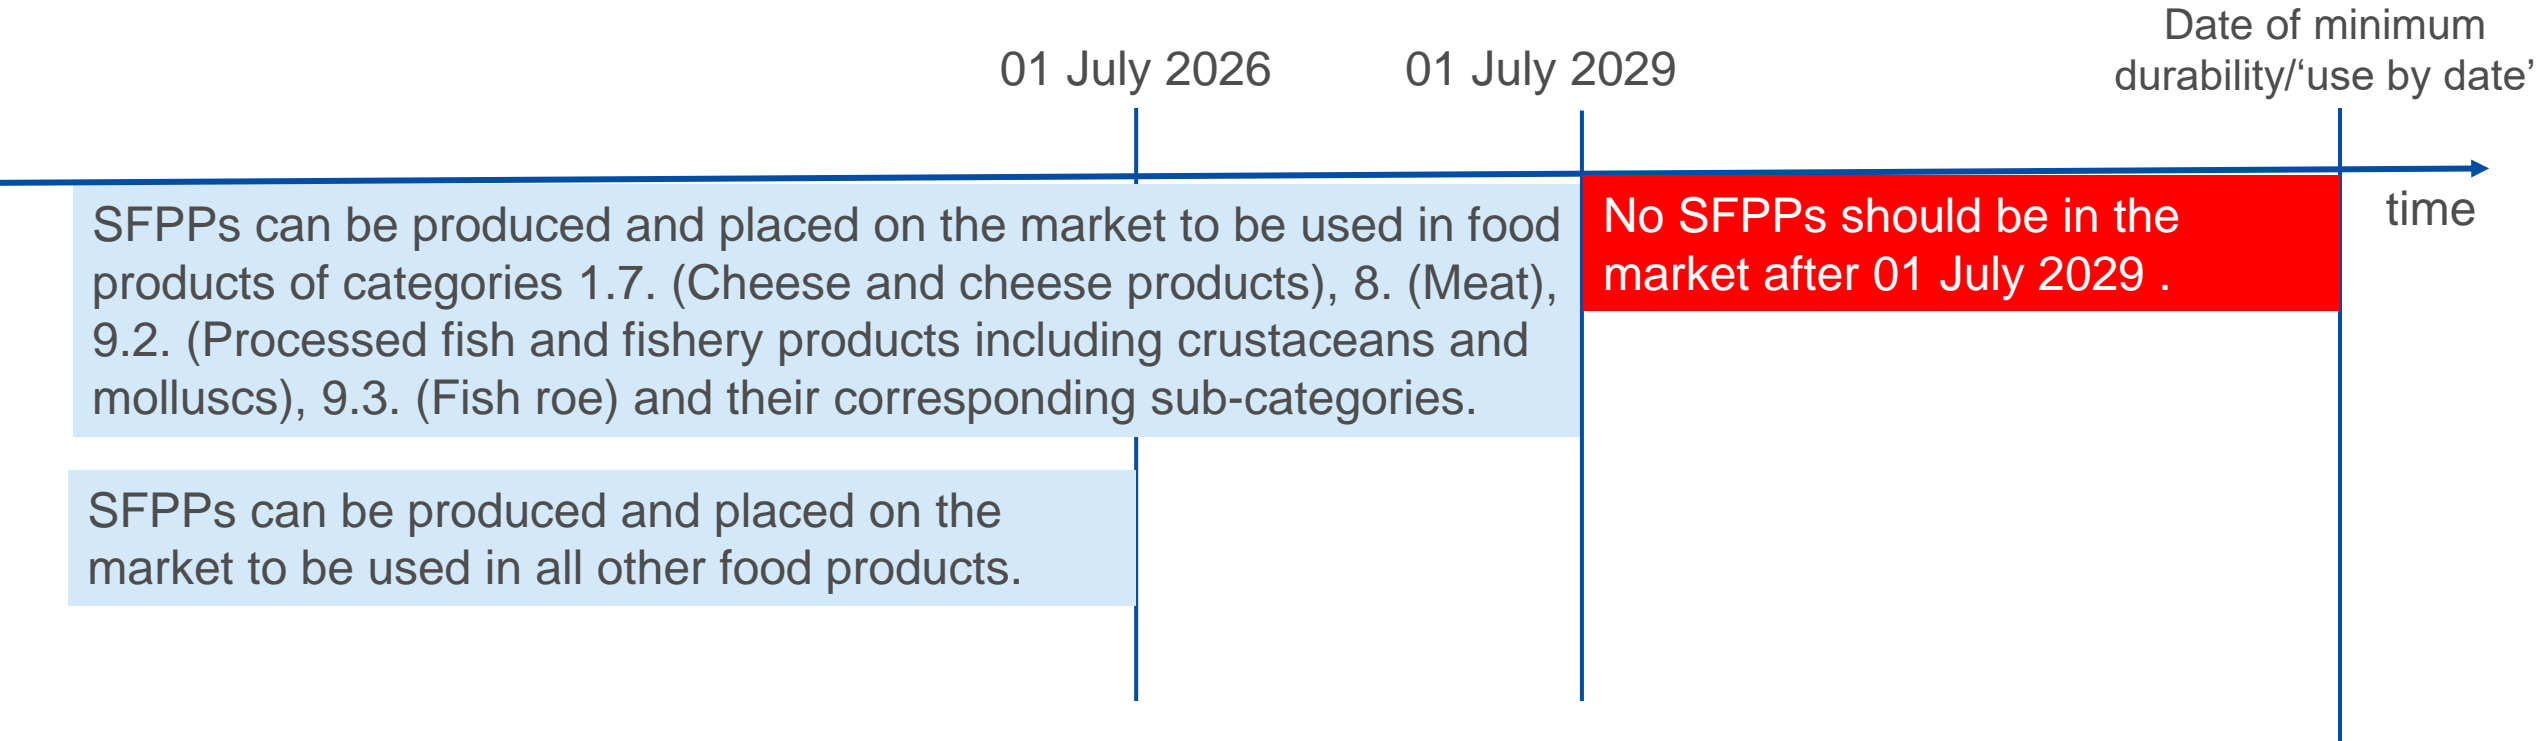 01 July 2026
01 July 2029
Date of minimum
durability/‘use by date’
time
SFPPs can be produced and placed on the market to be used in food
products of categories 1.7. (Cheese and cheese products), 8. (Meat),
9.2. (Processed fish and fishery products including crustaceans and
molluscs), 9.3. (Fish roe) and their corresponding sub-categories.
No SFPPs should be in the
market after 01 July 2029 .
SFPPs can be produced and placed on the
market to be used in all other food products.